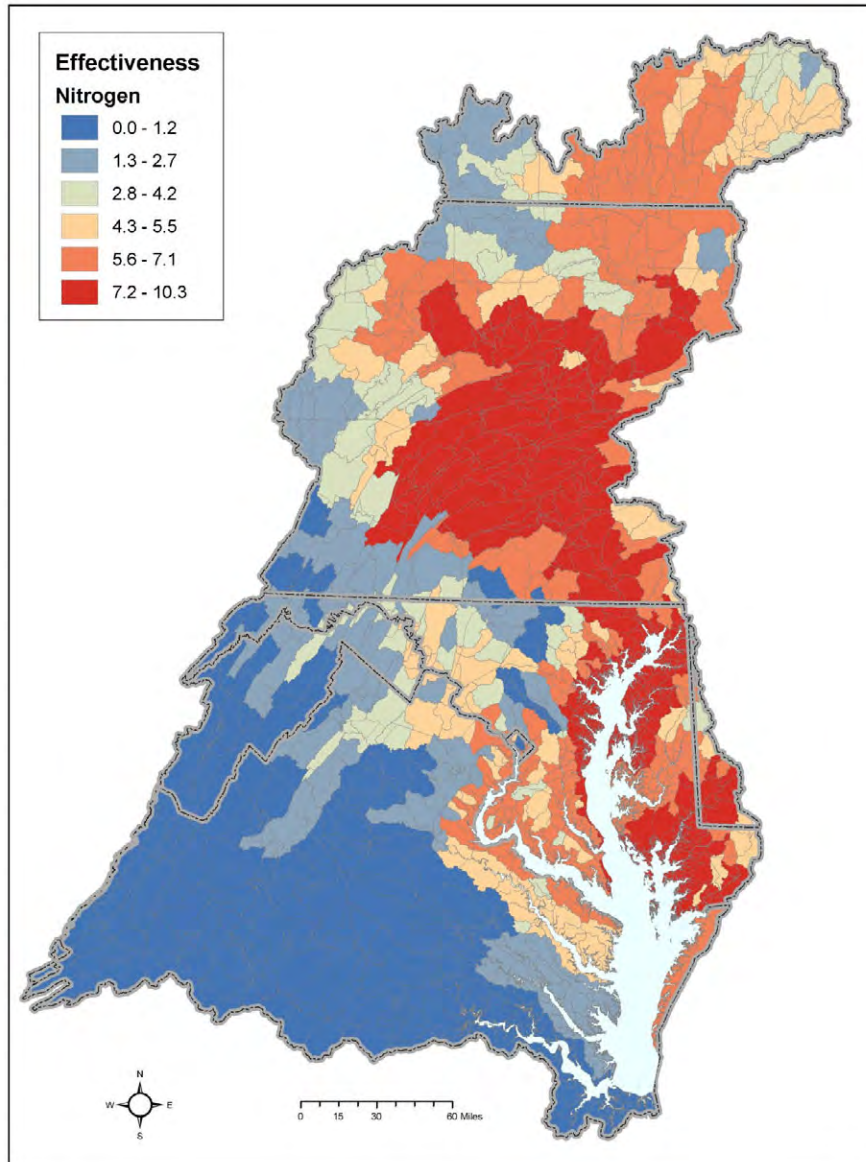 Effectiveness
Nitrogen
0.0 - 1.2
1.3 - 2.7
2.8 - 4.2
4.3 - 5.5
5.6 - 7.1
7.2 - 10.3
N
W E
S
0 15 30 60 Miles